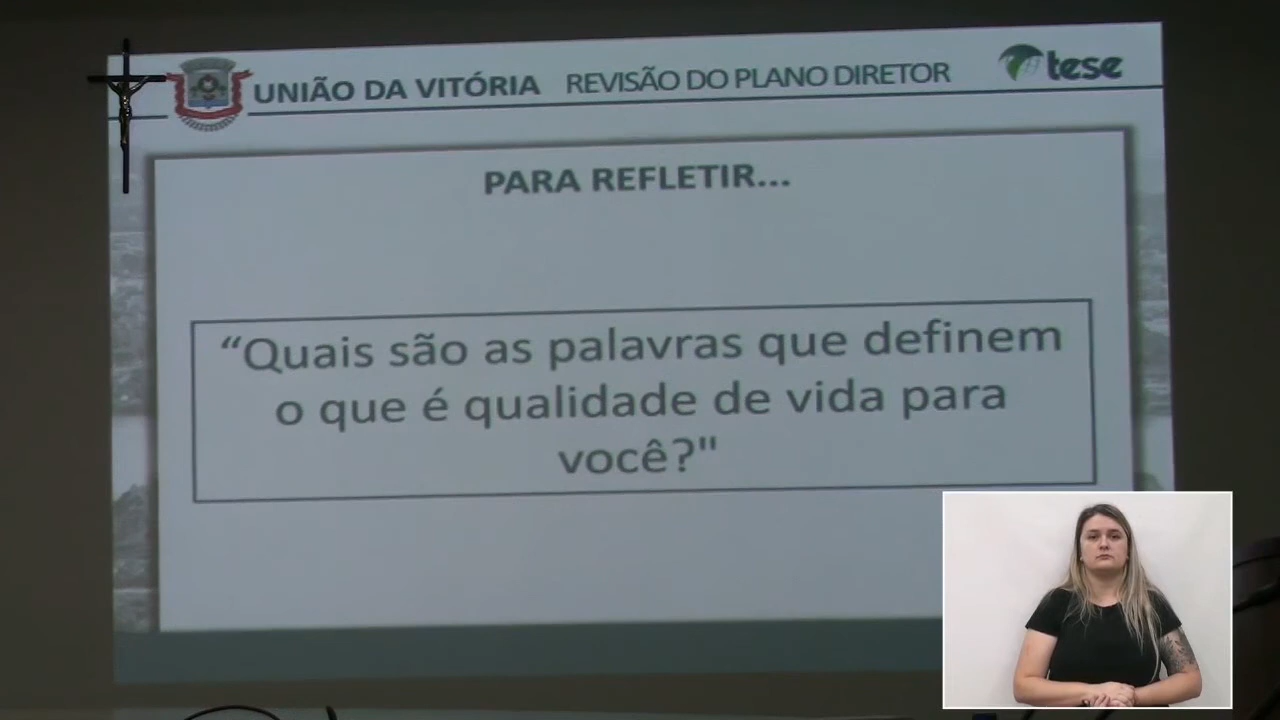 UNIÃO DA VITÓRIA REVISÃO DO PLANO DIRETOR
tese
PARA REFLETIR...
“Quais são as palavras que definem
o que é qualidade de vida para
você?"